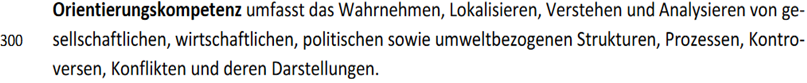 Orientierungskompetenz umfasst das Wahrnehmen, Lokalisieren, Verstehen und Analysieren von ge-
300 sellschaftlichen, wirtschaftlichen, politischen sowie umweltbezogenen Strukturen, Prozessen, Kontro-
versen, Konflikten und deren Darstellungen.